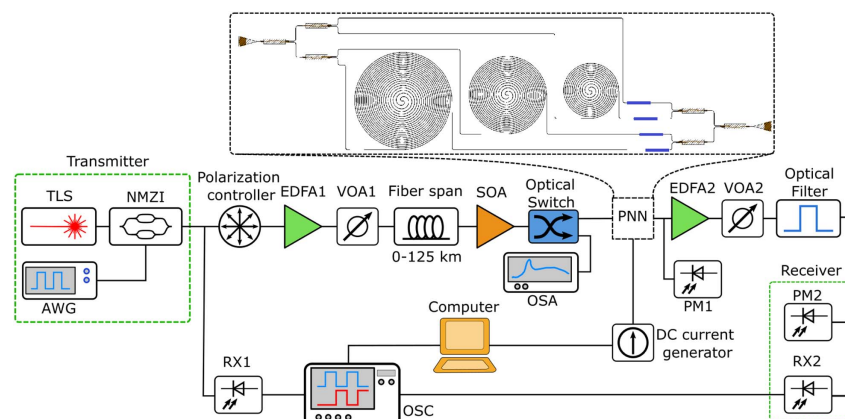 Transmitter
TLS
NMZI
AWG
Polarization
controller
EDFA1
VOA1
Fiber span
0-125 km
SOA
Optical
Switch
OSA
PNN
EDFA2
VOA2
Optical
Filter
PM1
Receiver
PM2
RX2
DC current
generator
Computer
RX1
OSC